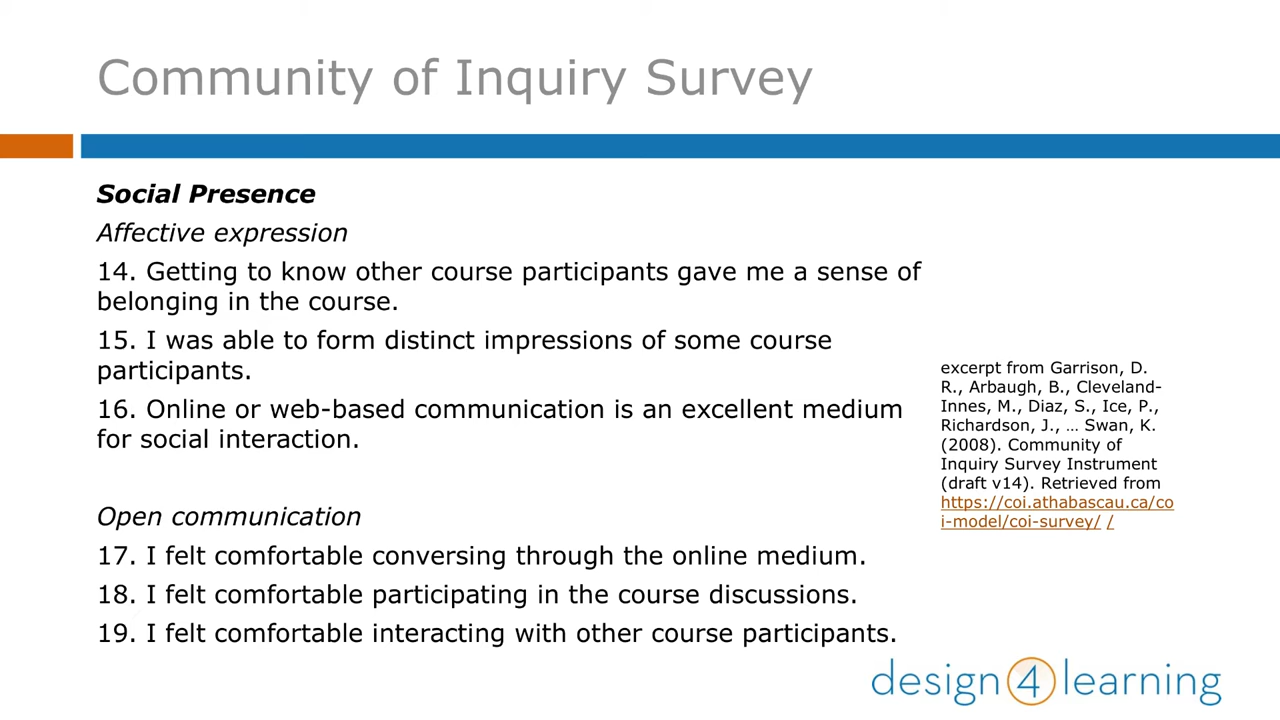 Community of Inquiry Survey
Social Presence
Affective expression
14. Getting to know other course participants gave me a sense of
belonging in the course.
15. I was able to form distinct impressions of some course
participants.
16. Online or web-based communication is an excellent medium
for social interaction.
Open communication
17. I felt comfortable conversing through the online medium.
18. I felt comfortable participating in the course discussions.
19. I felt comfortable interacting with other course participants.
excerpt from Garrison, D.
R., Arbaugh, B., Cleveland-
Innes, M., Diaz, S., Ice, P.,
Richardson, J., … Swan, K.
(2008). Community of
Inquiry Survey Instrument
(draft v14). Retrieved from
https://coi.athabascau.ca/co
i-model/coi-survey/ /
design 4 learning